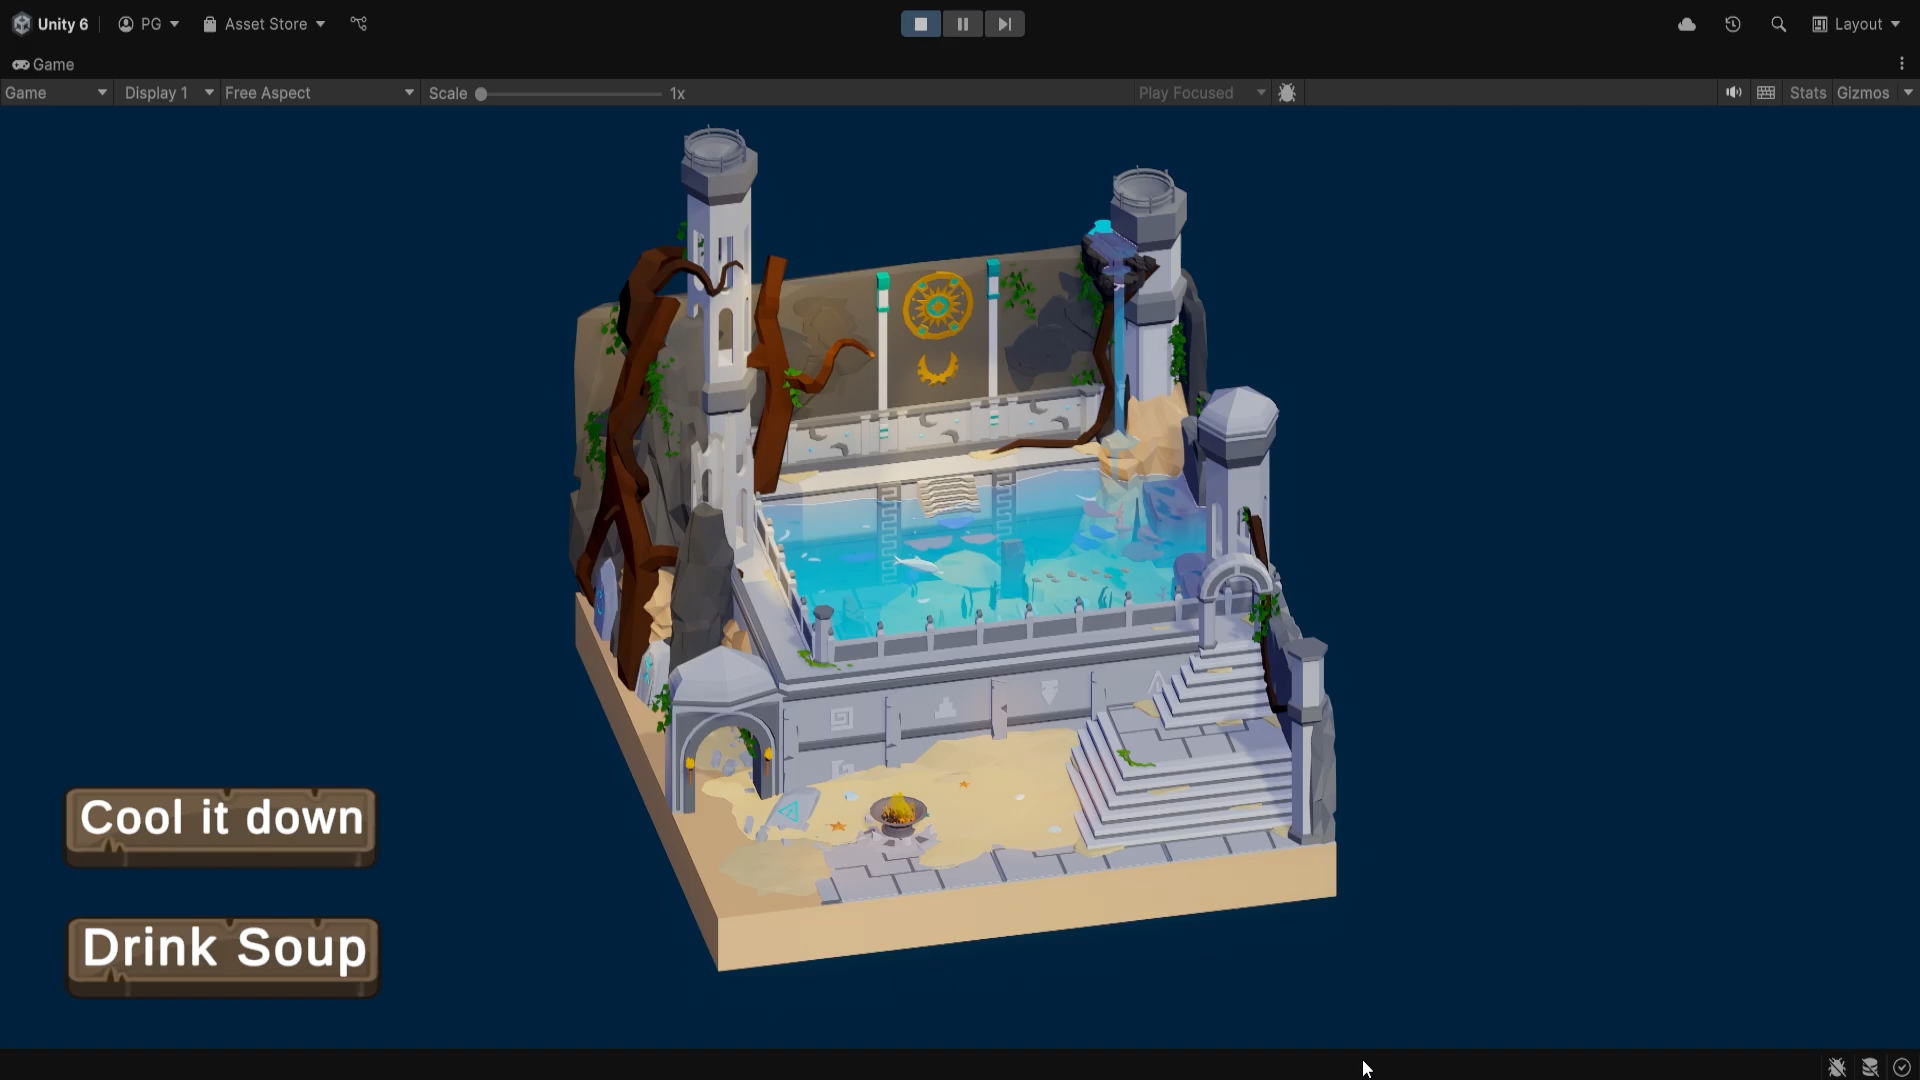 Unity 6
PG
Asset Store
Layout
Game
Game
Display 1
Free Aspect
Scale
1x
Play Focused
Stats
Gizmos
Cool it down
Drink Soup